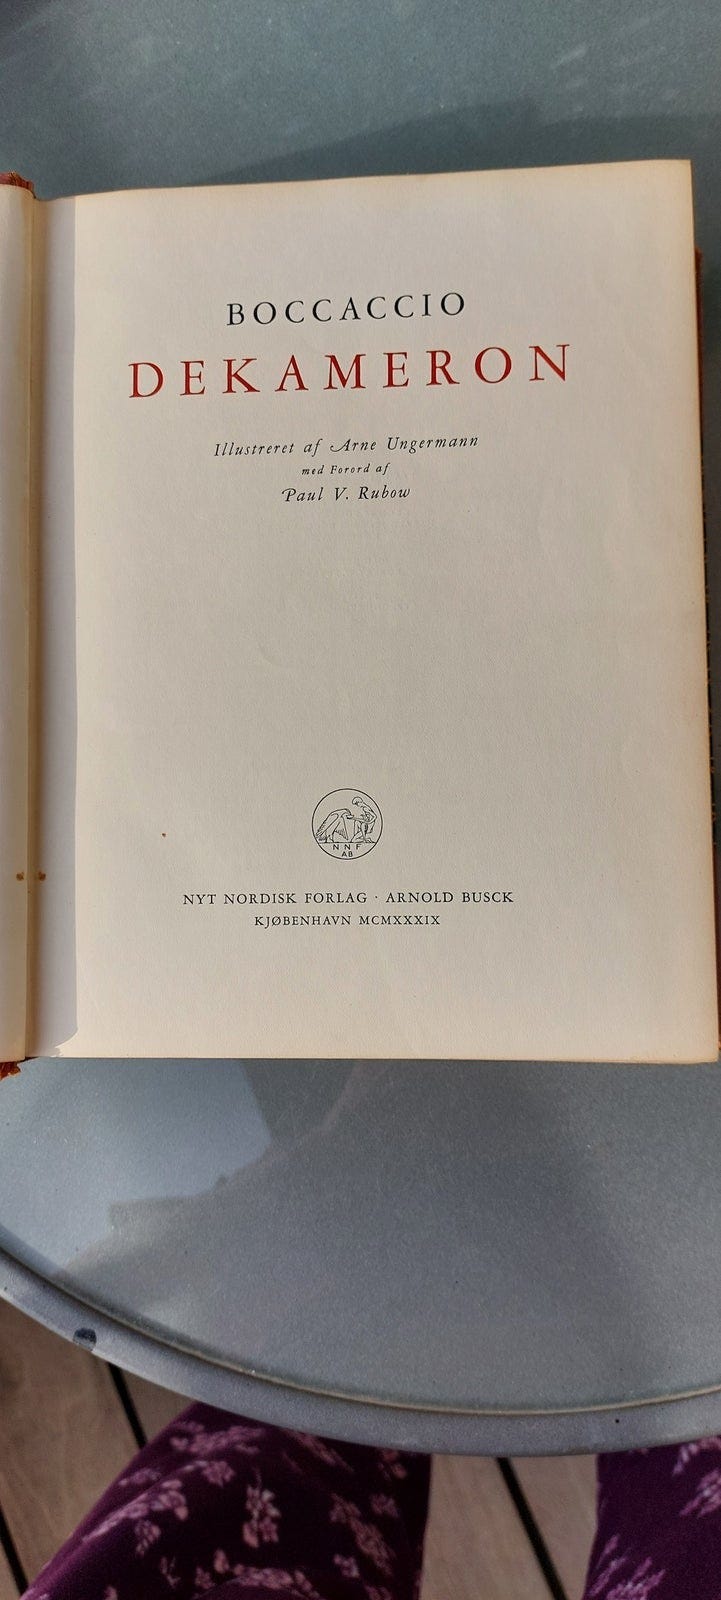 BOCCACCIO
DEKAMERON
Illustreret af Arne Ungermann
med Forord af
Paul V. Rubow
NNF
AB
NYT NORDISK FORLAG · ARNOLD BUSCK
KJØBENHAVN MCMXXXIX